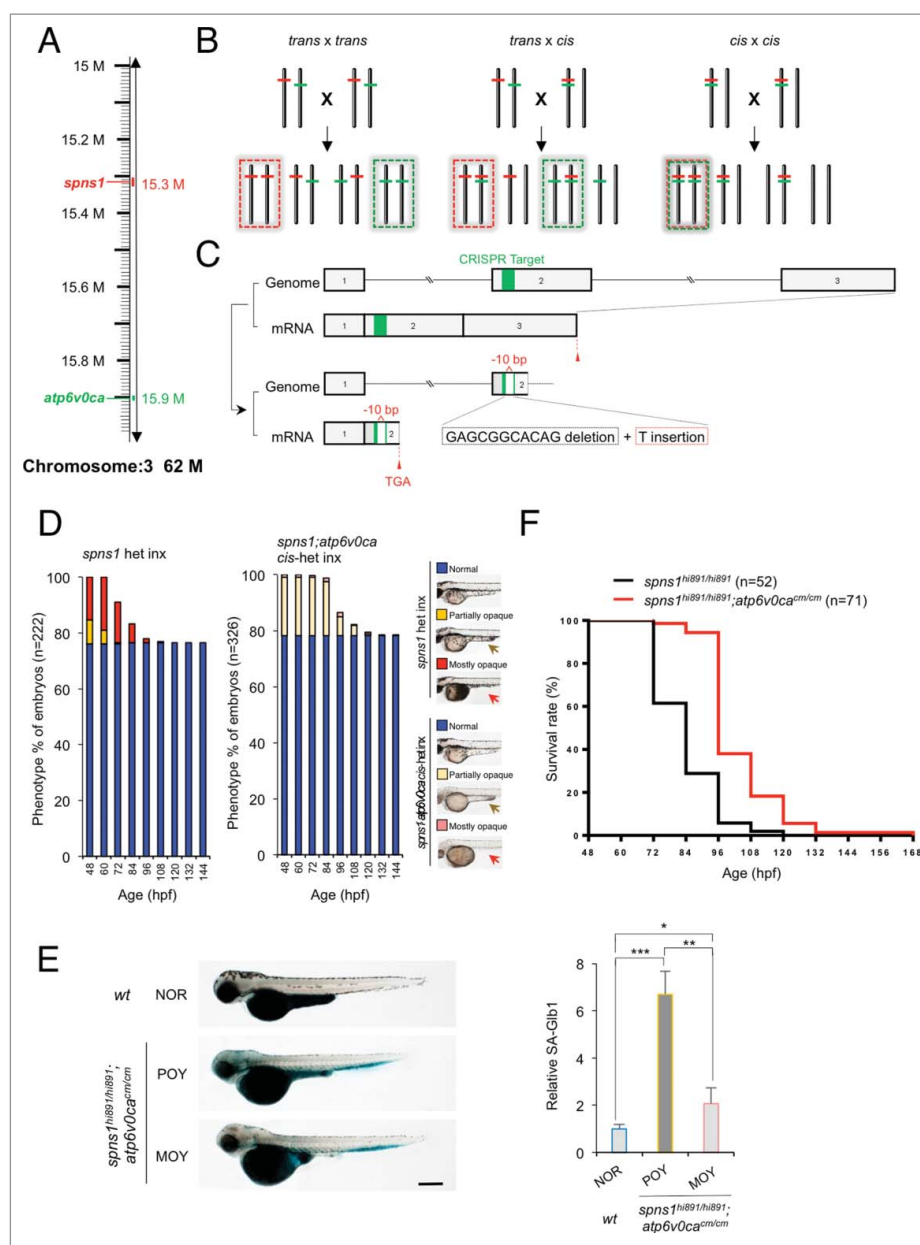 A
15 M
15.2 M
spns1
15.3 M
15.4 M
15.6 M
15.8 M
atp6v0ca
15.9 M
Chromosome:3 62 M
B
trans x trans
trans x cis
cis x cis
X
X
X
C
CRISPR Target
Genome
1
2
3
mRNA
1
2
3
-10 bp
Genome
1
2
-10 bp
mRNA
1
2
GAGCGGCACAG deletion + T insertion
TGA
D
spns1 het inx
Phenotype % of embryos (n=222)
100
80
60
40
20
0
48 60 72 84 96 108 120 132 144
Age (hpf)
spns1;atp6v0ca
cis-het inx
Phenotype % of embryos (n=326)
100
80
60
40
20
0
48 60 72 84 96 108 120 132 144
Age (hpf)
spns1 het inx
Normal
Partially opaque
Mostly opaque
spns1;atp6v0ca cis-het inx
Normal
Partially opaque
Mostly opaque
F
spns1hi891/hi891 (n=52)
spns1hi891/hi891;atp6v0cacm/cm (n=71)
Survival rate (%)
100
80
60
40
20
0
48 60 72 84 96 108 120 132 144 156 168
Age (hpf)
E
wt
NOR
spns1hi891/hi891;
atp6v0cacm/cm
POY
MOY
Relative SA-Glb1
8
6
4
2
0
*
***
**
NOR
POY
MOY
wt
spns1hi891/hi891;
atp6v0cacm/cm